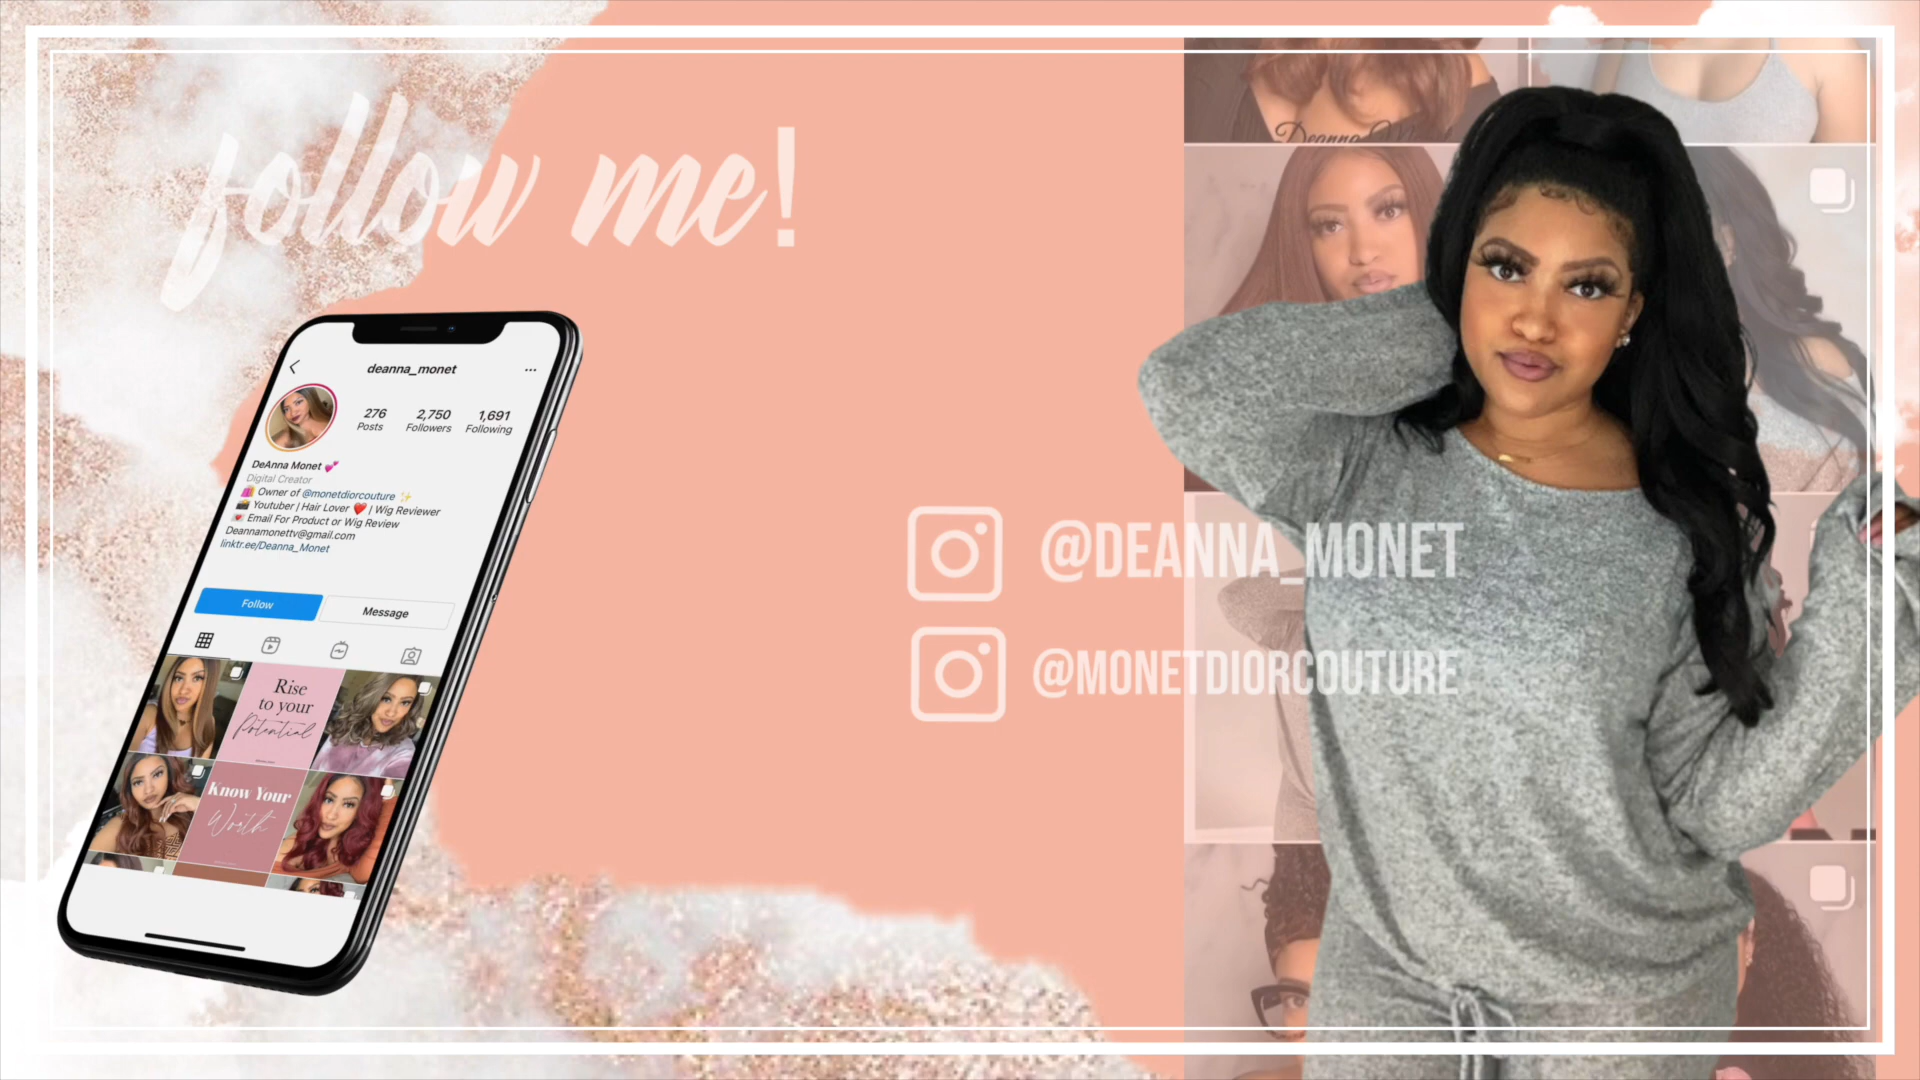 follow me!
deanna_monet
276 2,750 1,691
Posts Followers Following
DeAnna Monet 💕
Digital Creator
🛍️ Owner of @monetdiorcouture ✨
📸 Youtuber | Hair Lover ❤️ | Wig Reviewer
💌 Email For Product or Wig Review
Deannamonettv@gmail.com
linktr.ee/Deanna_Monet
Follow Message
Rise
to your
Potential
Know Your
Worth
Deanna
@DEANNA_MONET
@MONETDIORCOUTURE